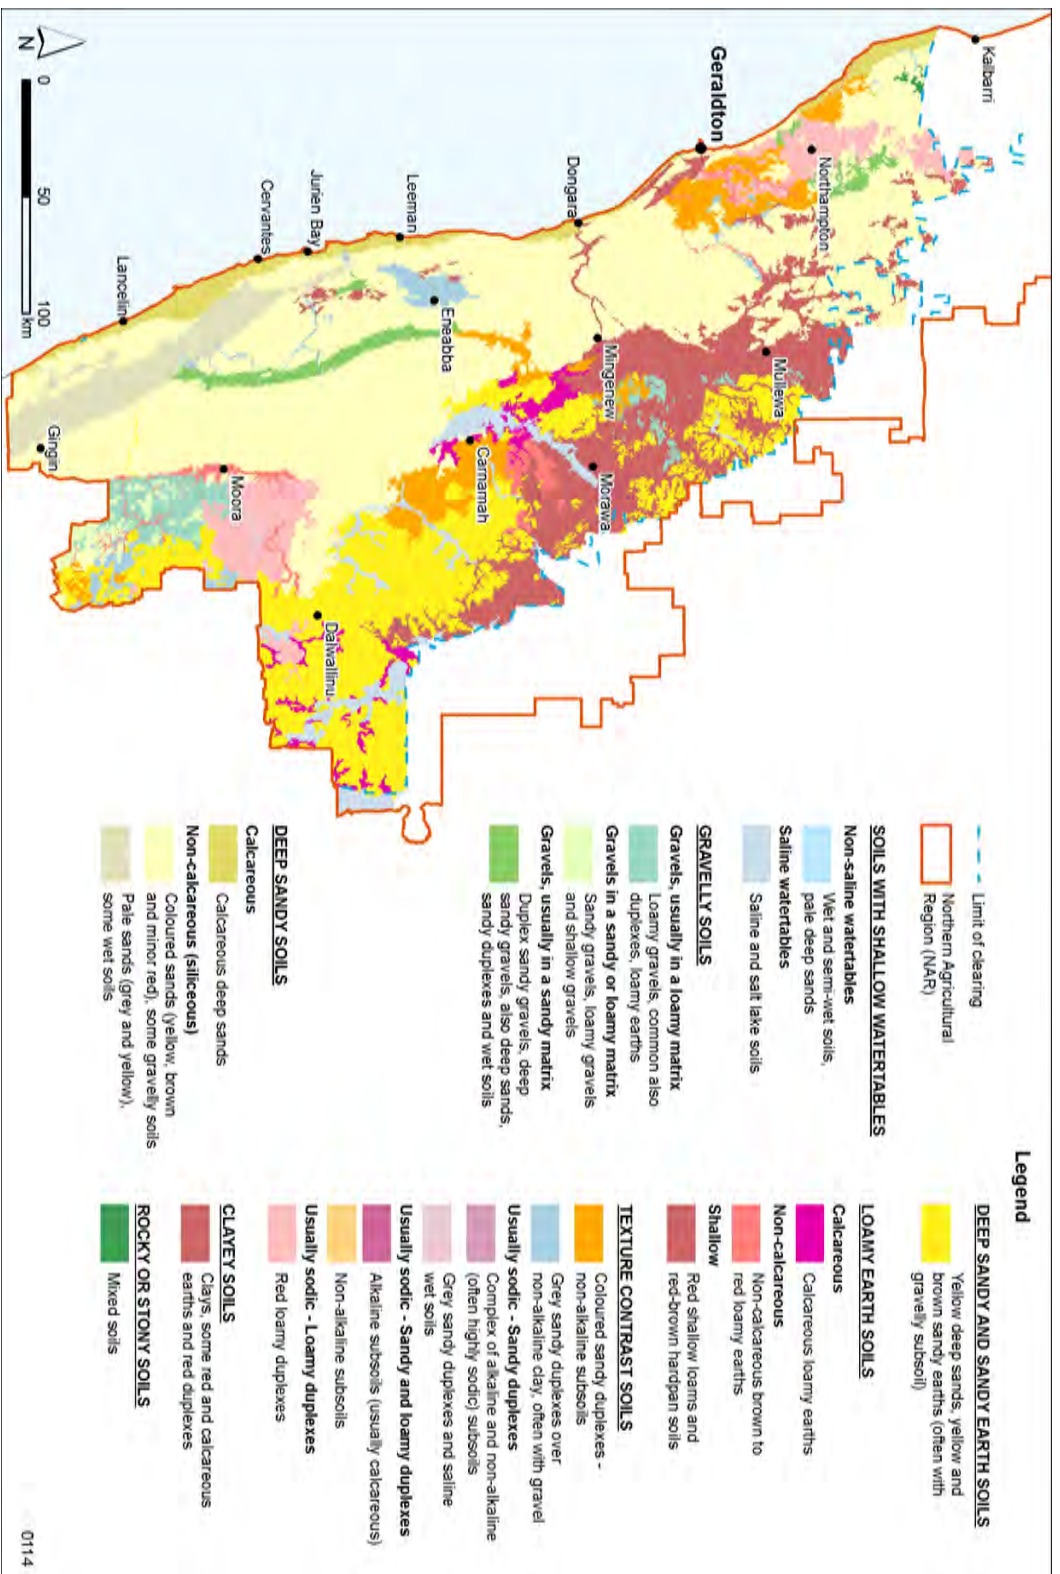 Kalbarri
Northampton
Geraldton
Mullewa
Dongara
Mingenew
Morawa
Leeman
Eneabba
Carnamah
Jurien Bay
Cervantes
Dalwallinu
Lancelin
Moora
Gingin
N
0
50
100
km
Legend
Limit of clearing
Northern Agricultural
Region (NAR)
SOILS WITH SHALLOW WATERTABLES
Non-saline watertables
Wet and semi-wet soils,
pale deep sands
Saline watertables
Saline and salt lake soils
GRAVELLY SOILS
Gravels, usually in a loamy matrix
Loamy gravels, common also
duplexes, loamy earths
Gravels in a sandy or loamy matrix
Sandy gravels, loamy gravels
and shallow gravels
Gravels, usually in a sandy matrix
Duplex sandy gravels, deep
sandy gravels, also deep sands,
sandy duplexes and wet soils
DEEP SANDY SOILS
Calcareous
Calcareous deep sands
Non-calcareous (siliceous)
Coloured sands (yellow, brown
and minor red), some gravelly soils
Pale sands (grey and yellow),
some wet soils
DEEP SANDY AND SANDY EARTH SOILS
Yellow deep sands, yellow and
brown sandy earths (often with
gravelly subsoil)
LOAMY EARTH SOILS
Calcareous
Calcareous loamy earths
Non-calcareous
Non-calcareous brown to
red loamy earths
Shallow
Red shallow loams and
red-brown hardpan soils
TEXTURE CONTRAST SOILS
Coloured sandy duplexes -
non-alkaline subsoils
Grey sandy duplexes over
non-alkaline clay, often with gravel
Usually sodic - Sandy duplexes
Complex of alkaline and non-alkaline
(often highly sodic) subsoils
Grey sandy duplexes and saline
wet soils
Usually sodic - Sandy and loamy duplexes
Alkaline subsoils (usually calcareous)
Non-alkaline subsoils
Usually sodic - Loamy duplexes
Red loamy duplexes
CLAYEY SOILS
Clays, some red and calcareous
earths and red duplexes
ROCKY OR STONY SOILS
Mixed soils
0114